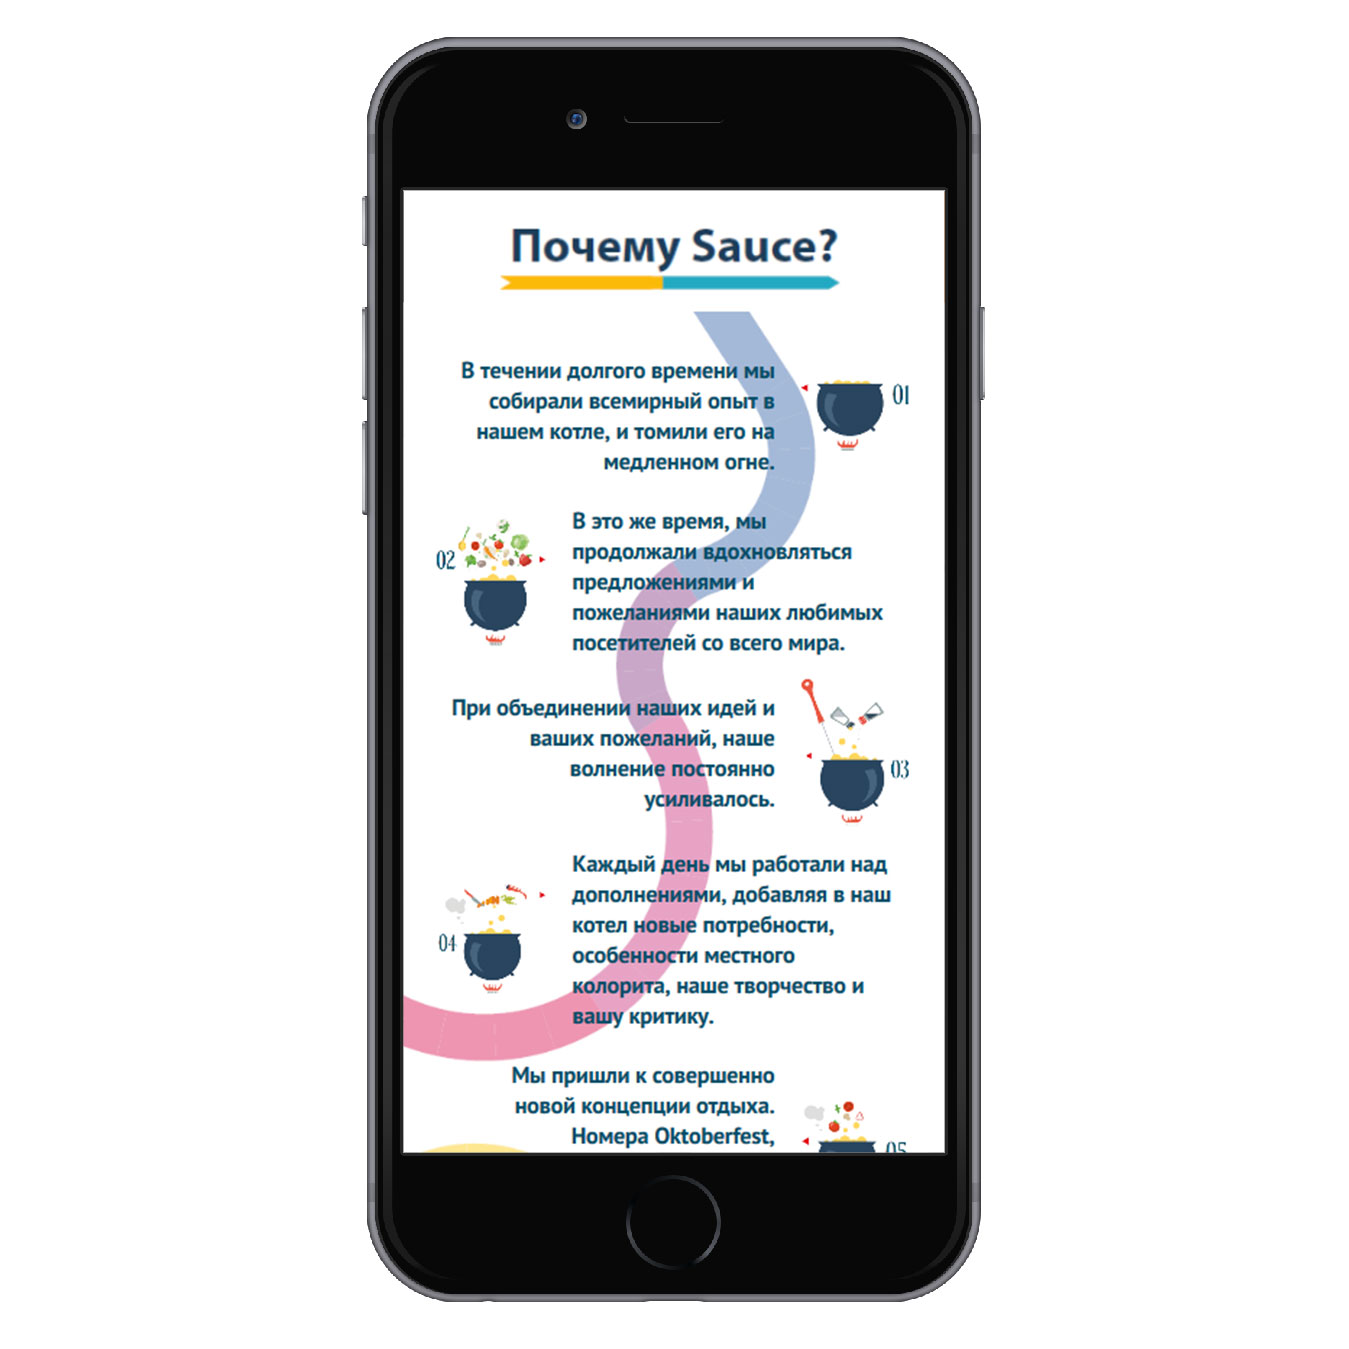 Почему Sauce?
В течении долгого времени мы
собирали всемирный опыт в
нашем котле, и томили его на
медленном огне.
01
02
В это же время, мы
продолжали вдохновляться
предложениями и
пожеланиями наших любимых
посетителей со всего мира.
При объединении наших идей и
ваших пожеланий, наше
волнение постоянно
усиливалось.
03
04
Каждый день мы работали над
дополнениями, добавляя в наш
котел новые потребности,
особенности местного
колорита, наше творчество и
вашу критику.
Мы пришли к совершенно
новой концепции отдыха.
Номера Oktoberfest,
05